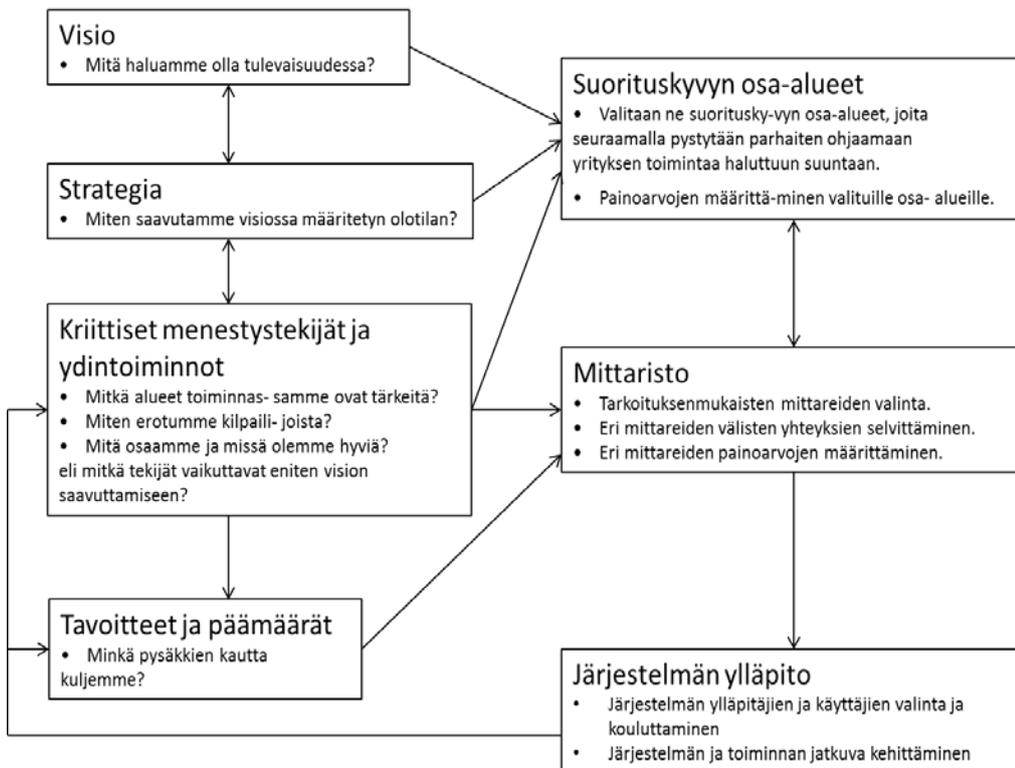 Visio
• Mitä haluamme olla tulevaisuudessa?
Strategia
• Miten saavutamme visiossa määritetyn olotilan?
Kriittiset menestystekijät ja
ydintoiminnot
• Mitkä alueet toiminnas- samme ovat tärkeitä?
• Miten erotumme kilpaili- joista?
• Mitä osaamme ja missä olemme hyviä?
eli mitkä tekijät vaikuttavat eniten vision
saavuttamiseen?
Tavoitteet ja päämäärät
• Minkä pysäkkien kautta
kuljemme?
Suorituskyvyn osa-alueet
• Valitaan ne suoritusky-vyn osa-alueet, joita
seuraamalla pystytään parhaiten ohjaamaan
yrityksen toimintaa haluttuun suuntaan.
• Painoarvojen määrittä-minen valituille osa- alueille.
Mittaristo
• Tarkoituksenmukaisten mittareiden valinta.
• Eri mittareiden välisten yhteyksien selvittäminen.
• Eri mittareiden painoarvojen määrittäminen.
Järjestelmän ylläpito
• Järjestelmän ylläpitäjien ja käyttäjien valinta ja
kouluttaminen
• Järjestelmän ja toiminnan jatkuva kehittäminen